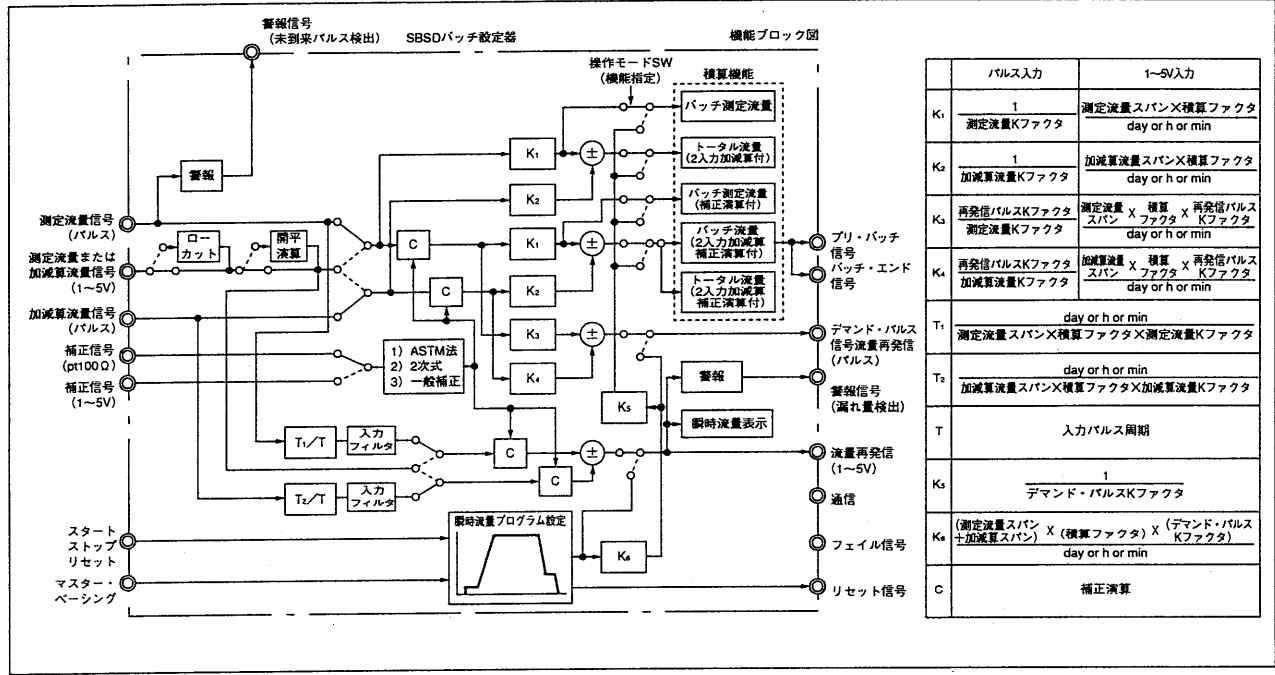 警報信号
(未到来パルス検出)
SBSDバッチ設定器
機能ブロック図
操作モードSW
(機能指定)
積算機能
バッチ測定流量
トータル流量
(2入力加減算付)
バッチ測定流量
(補正演算付)
バッチ流量
(2入力加減算
補正演算付)
トータル流量
(2入力加減算
補正演算付)
警報
測定流量信号
(パルス)
ロー
カット
開平
演算
測定流量または
加減算流量信号
(1〜5V)
加減算流量信号
(パルス)
補正信号
(pt100Ω)
補正信号
(1〜5V)
1) ASTM法
2) 2次式
3) 一般補正
C
C
K₁
K₂
K₁
K₂
K₃
K₄
±
±
±
プリ・バッチ
信号
バッチ・エンド
信号
デマンド・パルス
信号流量再発信
(パルス)
警報
警報信号
(漏れ量検出)
K₅
瞬時流量表示
T₁/T
入力
フィルタ
T₂/T
入力
フィルタ
C
C
±
流量再発信
(1〜5V)
通信
フェイル信号
リセット信号
スタート
ストップ
リセット
マスター・
ベーシング
瞬時流量プログラム設定
K₆
パルス入力
1〜5V入力
K₁
1
測定流量Kファクタ
測定流量スパン×積算ファクタ
day or h or min
K₂
1
加減算流量Kファクタ
加減算流量スパン×積算ファクタ
day or h or min
K₃
再発信パルスKファクタ
測定流量Kファクタ
測定流量スパン × 積算ファクタ × 再発信パルスKファクタ
day or h or min
K₄
再発信パルスKファクタ
加減算流量Kファクタ
加減算流量スパン × 積算ファクタ × 再発信パルスKファクタ
day or h or min
T₁
day or h or min
測定流量スパン×積算ファクタ×測定流量Kファクタ
T₂
day or h or min
加減算流量スパン×積算ファクタ×加減算流量Kファクタ
T
入力パルス周期
K₅
1
デマンド・パルスKファクタ
K₆
(測定流量スパン+加減算スパン) × (積算ファクタ) × (デマンド・パルスKファクタ)
day or h or min
C
補正演算